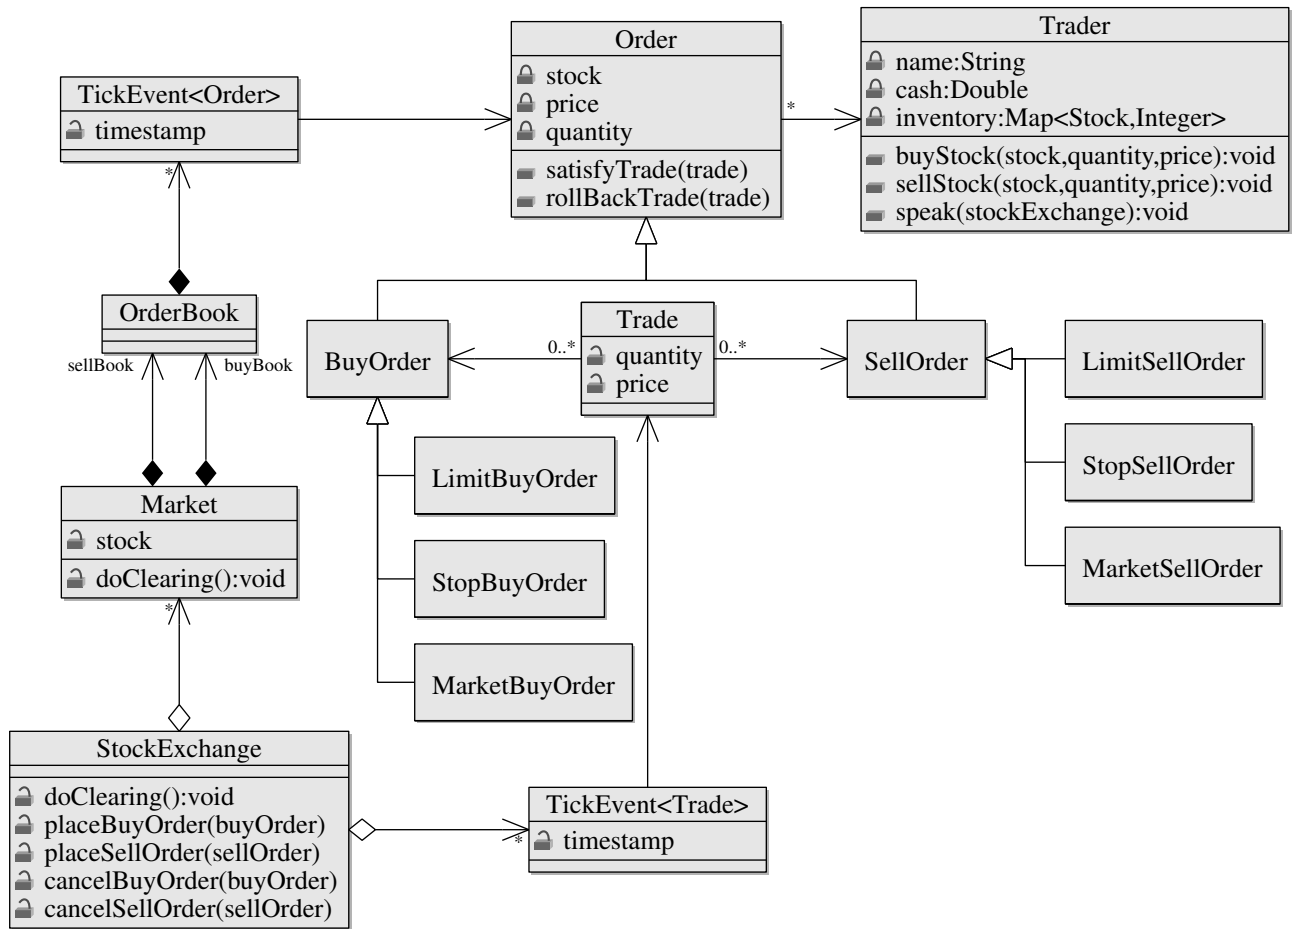 Order
stock
price
quantity
satisfyTrade(trade)
rollBackTrade(trade)
*
Trader
name:String
cash:Double
inventory:Map<Stock,Integer>
buyStock(stock,quantity,price):void
sellStock(stock,quantity,price):void
speak(stockExchange):void
TickEvent<Order>
timestamp
*
OrderBook
sellBook
buyBook
Market
stock
doClearing():void
*
BuyOrder
0..*
Trade
quantity
price
0..*
SellOrder
LimitSellOrder
StopSellOrder
MarketSellOrder
LimitBuyOrder
StopBuyOrder
MarketBuyOrder
StockExchange
doClearing():void
placeBuyOrder(buyOrder)
placeSellOrder(sellOrder)
cancelBuyOrder(buyOrder)
cancelSellOrder(sellOrder)
*
TickEvent<Trade>
timestamp